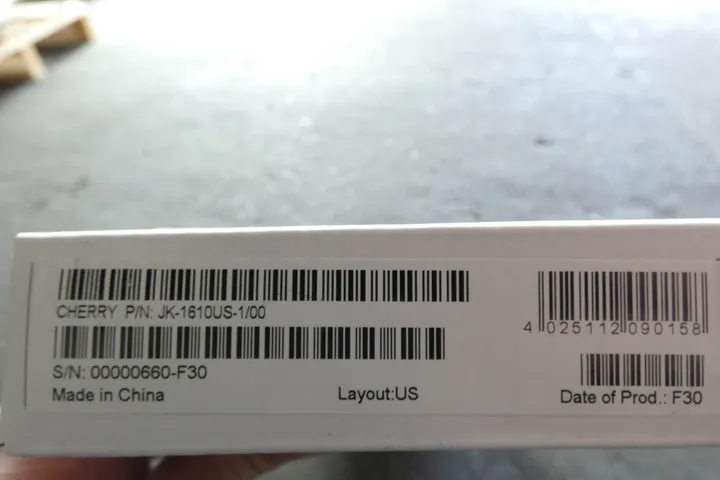 CHERRY P/N: JK-1610US-1/00
4 025112 090158
S/N: 00000660-F30
Made in China
Layout:US
Date of Prod.: F30